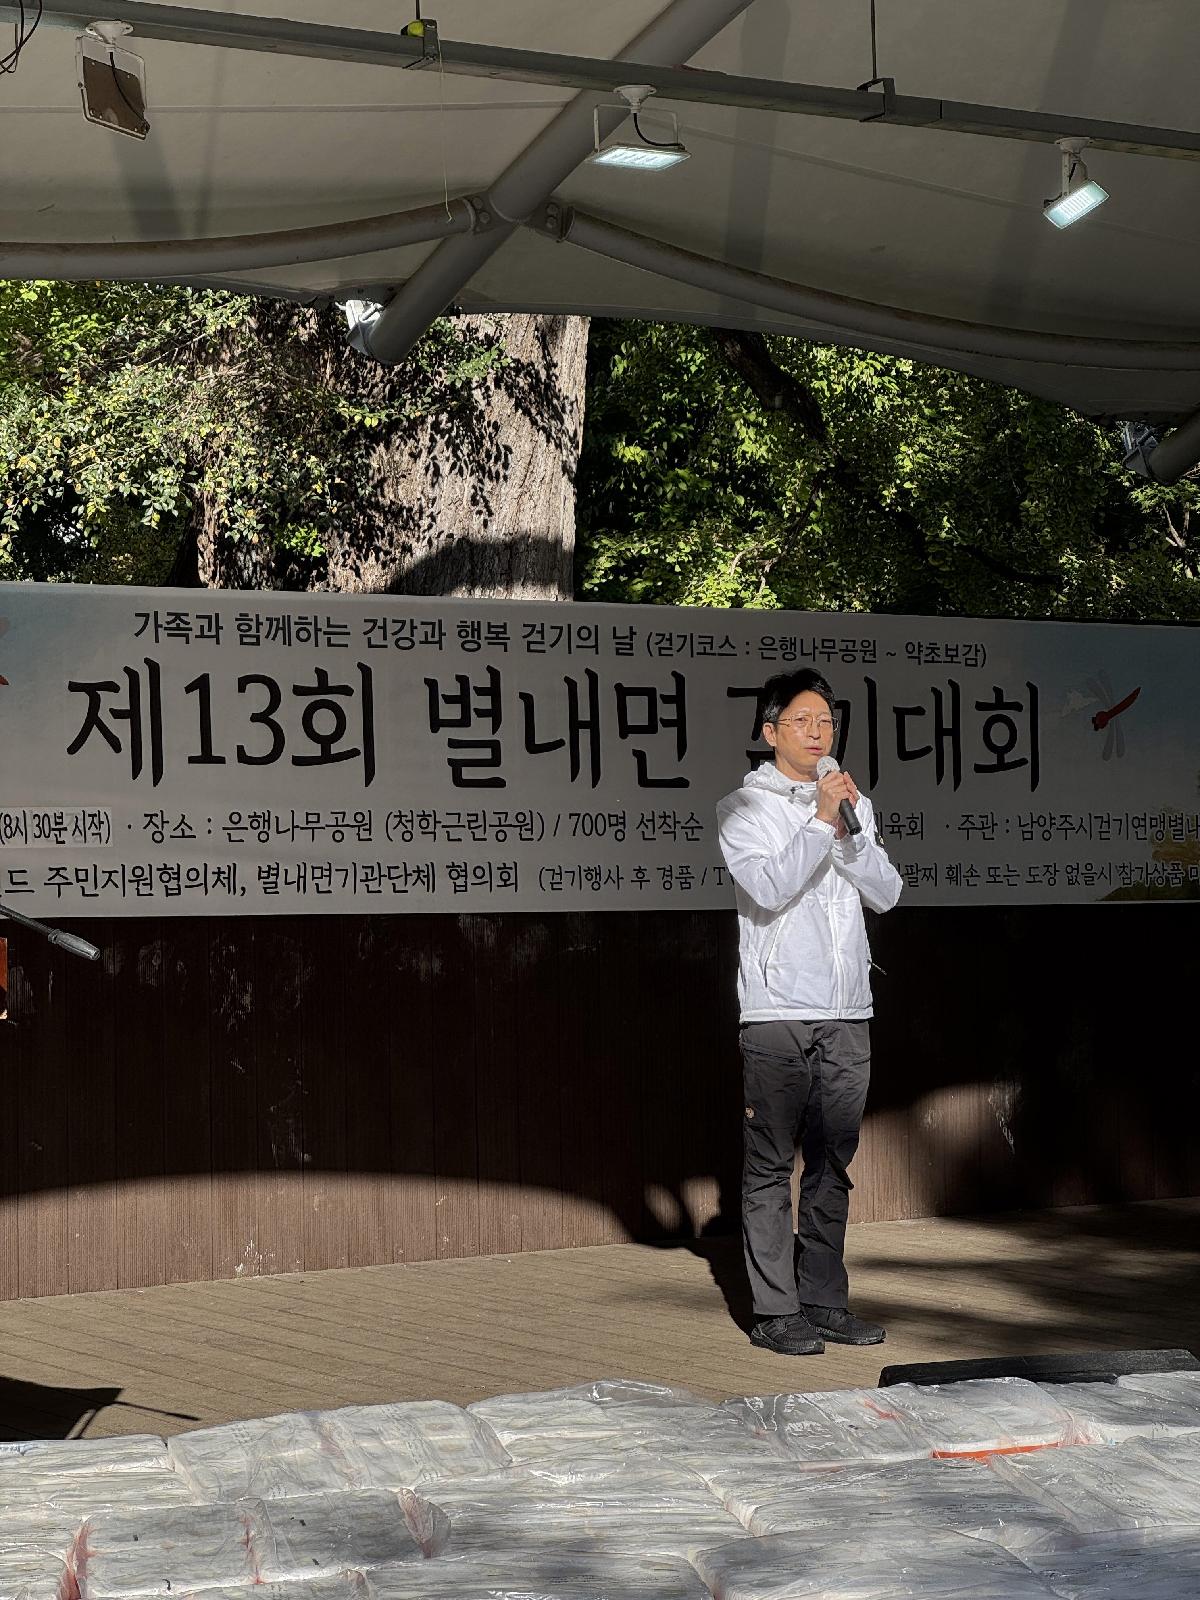 가족과 함께하는 건강과 행복 걷기의 날 (걷기코스 : 은행나무공원 ~ 약초보감)
제13회 별내면 기대회
(8시 30분 시작) · 장소 : 은행나무공원 (청학근린공원) / 700명 선착순 육회 · 주관 : 남양주시걷기연맹별내
드 주민지원협의체, 별내면기관단체 협의회 (걷기행사 후 경품 / T 팔찌 훼손 또는 도장 없을시 참가상품